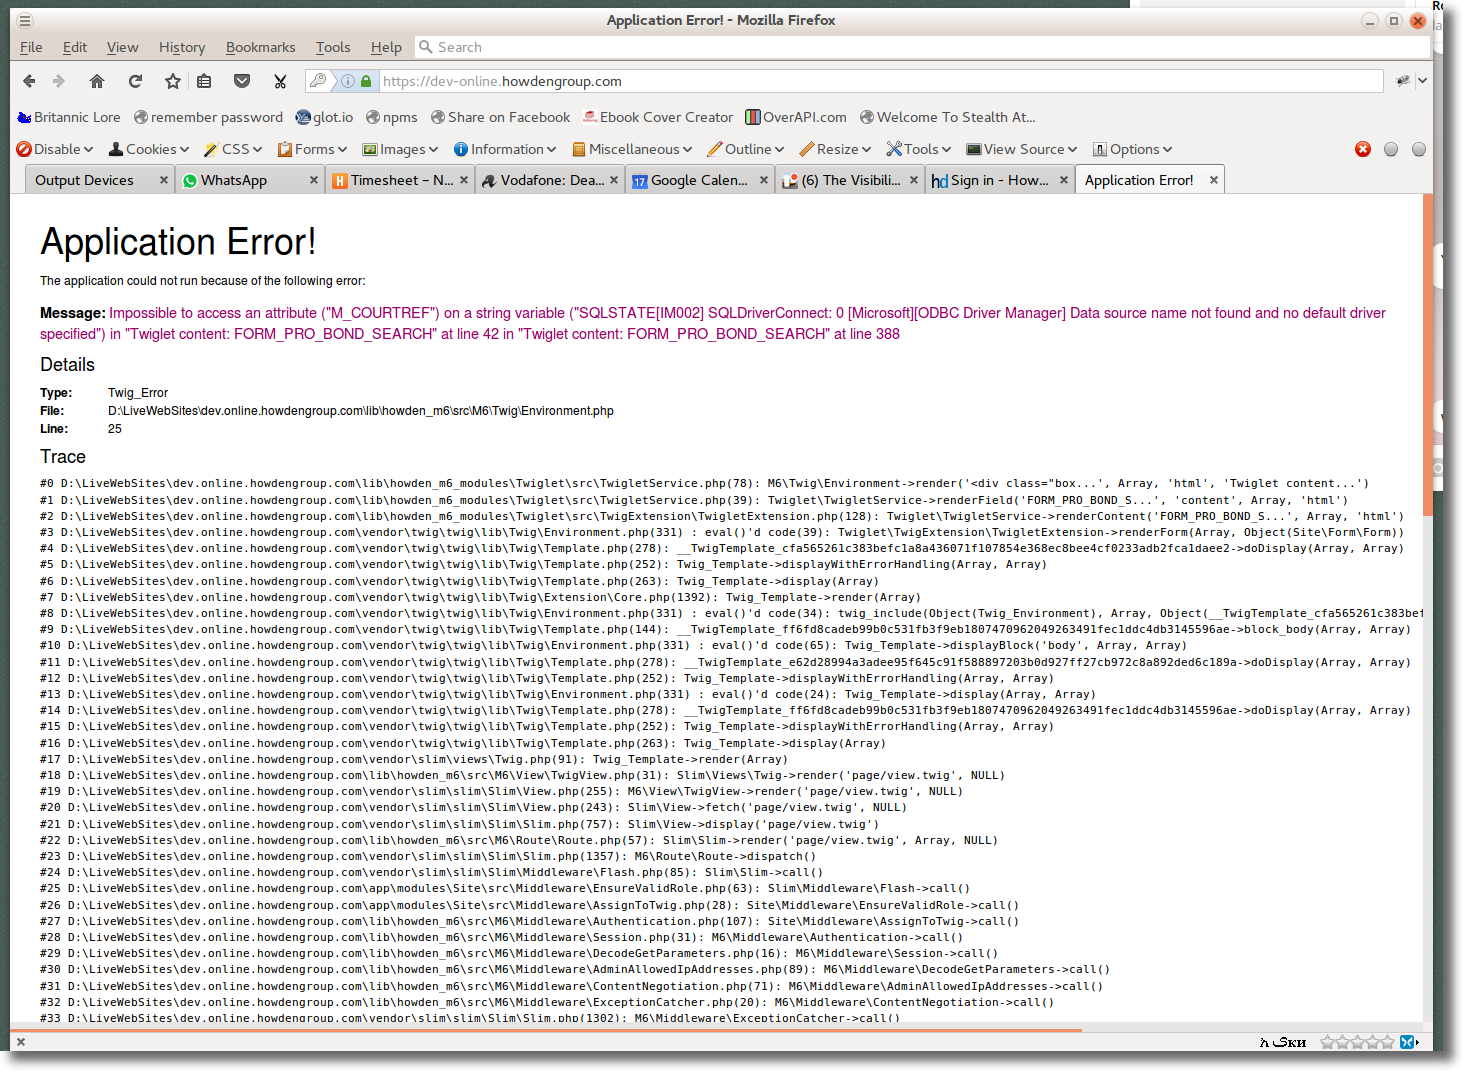 Application Error! - Mozilla Firefox
File Edit View History Bookmarks Tools Help Search
https://dev-online.howdengroup.com
Britannic Lore remember password glot.io npms Share on Facebook Ebook Cover Creator OverAPI.com Welcome To Stealth At...
Disable Cookies CSS Forms Images Information Miscellaneous Outline Resize Tools View Source Options
Output Devices WhatsApp Timesheet – N... Vodafone: Dea... Google Calen... (6) The Visibili... Sign in - How... Application Error!
Application Error!
The application could not run because of the following error:
Message: Impossible to access an attribute ("M_COURTREF") on a string variable ("SQLSTATE[IM002] SQLDriverConnect: 0 [Microsoft][ODBC Driver Manager] Data source name not found and no default driver
specified") in "Twiglet content: FORM_PRO_BOND_SEARCH" at line 42 in "Twiglet content: FORM_PRO_BOND_SEARCH" at line 388
Details
Type: Twig_Error
File: D:\LiveWebSites\dev.online.howdengroup.com\lib\howden_m6\src\M6\Twig\Environment.php
Line: 25
Trace
#0 D:\LiveWebSites\dev.online.howdengroup.com\lib\howden_m6_modules\Twiglet\src\TwigletService.php(78): M6\Twig\Environment->render('<div class="box...', Array, 'html', 'Twiglet content...')
#1 D:\LiveWebSites\dev.online.howdengroup.com\lib\howden_m6_modules\Twiglet\src\TwigletService.php(39): Twiglet\TwigletService->renderField('FORM_PRO_BOND_S...', 'content', Array, 'html')
#2 D:\LiveWebSites\dev.online.howdengroup.com\lib\howden_m6_modules\Twiglet\src\TwigExtension\TwigletExtension.php(128): Twiglet\TwigletService->renderContent('FORM_PRO_BOND_S...', Array, 'html')
#3 D:\LiveWebSites\dev.online.howdengroup.com\vendor\twig\twig\lib\Twig\Environment.php(331) : eval()'d code(39): Twiglet\TwigExtension\TwigletExtension->renderForm(Array, Object(Site\Form\Form))
#4 D:\LiveWebSites\dev.online.howdengroup.com\vendor\twig\twig\lib\Twig\Template.php(278): __TwigTemplate_cfa565261c383befc1a8a436071f107854e368ec8bee4cf0233adb2fca1daee2->doDisplay(Array, Array)
#5 D:\LiveWebSites\dev.online.howdengroup.com\vendor\twig\twig\lib\Twig\Template.php(252): Twig_Template->displayWithErrorHandling(Array, Array)
#6 D:\LiveWebSites\dev.online.howdengroup.com\vendor\twig\twig\lib\Twig\Template.php(263): Twig_Template->display(Array)
#7 D:\LiveWebSites\dev.online.howdengroup.com\vendor\twig\twig\lib\Twig\Extension\Core.php(1392): Twig_Template->render(Array)
#8 D:\LiveWebSites\dev.online.howdengroup.com\vendor\twig\twig\lib\Twig\Environment.php(331) : eval()'d code(34): twig_include(Object(Twig_Environment), Array, Object(__TwigTemplate_cfa565261c383bef
#9 D:\LiveWebSites\dev.online.howdengroup.com\vendor\twig\twig\lib\Twig\Template.php(144): __TwigTemplate_ff6fd8cadeb99b0c531fb3f9eb1807470962049263491fec1ddc4db3145596ae->block_body(Array, Array)
#10 D:\LiveWebSites\dev.online.howdengroup.com\vendor\twig\twig\lib\Twig\Environment.php(331) : eval()'d code(65): Twig_Template->displayBlock('body', Array, Array)
#11 D:\LiveWebSites\dev.online.howdengroup.com\vendor\twig\twig\lib\Twig\Template.php(278): __TwigTemplate_e62d28994a3adee95f645c91f588897203b0d927ff27cb972c8a892ded6c189a->doDisplay(Array, Array)
#12 D:\LiveWebSites\dev.online.howdengroup.com\vendor\twig\twig\lib\Twig\Template.php(252): Twig_Template->displayWithErrorHandling(Array, Array)
#13 D:\LiveWebSites\dev.online.howdengroup.com\vendor\twig\twig\lib\Twig\Environment.php(331) : eval()'d code(24): Twig_Template->display(Array, Array)
#14 D:\LiveWebSites\dev.online.howdengroup.com\vendor\twig\twig\lib\Twig\Template.php(278): __TwigTemplate_ff6fd8cadeb99b0c531fb3f9eb1807470962049263491fec1ddc4db3145596ae->doDisplay(Array, Array)
#15 D:\LiveWebSites\dev.online.howdengroup.com\vendor\twig\twig\lib\Twig\Template.php(252): Twig_Template->displayWithErrorHandling(Array, Array)
#16 D:\LiveWebSites\dev.online.howdengroup.com\vendor\twig\twig\lib\Twig\Template.php(263): Twig_Template->display(Array)
#17 D:\LiveWebSites\dev.online.howdengroup.com\vendor\slim\views\Twig.php(91): Twig_Template->render(Array)
#18 D:\LiveWebSites\dev.online.howdengroup.com\lib\howden_m6\src\M6\View\TwigView.php(31): Slim\Views\Twig->render('page/view.twig', NULL)
#19 D:\LiveWebSites\dev.online.howdengroup.com\vendor\slim\slim\Slim\View.php(255): M6\View\TwigView->render('page/view.twig', NULL)
#20 D:\LiveWebSites\dev.online.howdengroup.com\vendor\slim\slim\Slim\View.php(243): Slim\View->fetch('page/view.twig', NULL)
#21 D:\LiveWebSites\dev.online.howdengroup.com\vendor\slim\slim\Slim\Slim.php(757): Slim\View->display('page/view.twig')
#22 D:\LiveWebSites\dev.online.howdengroup.com\lib\howden_m6\src\M6\Route\Route.php(57): Slim\Slim->render('page/view.twig', Array, NULL)
#23 D:\LiveWebSites\dev.online.howdengroup.com\vendor\slim\slim\Slim\Slim.php(1357): M6\Route\Route->dispatch()
#24 D:\LiveWebSites\dev.online.howdengroup.com\vendor\slim\slim\Slim\Middleware\Flash.php(85): Slim\Slim->call()
#25 D:\LiveWebSites\dev.online.howdengroup.com\app\modules\Site\src\Middleware\EnsureValidRole.php(63): Slim\Middleware\Flash->call()
#26 D:\LiveWebSites\dev.online.howdengroup.com\app\modules\Site\src\Middleware\AssignToTwig.php(28): Site\Middleware\EnsureValidRole->call()
#27 D:\LiveWebSites\dev.online.howdengroup.com\lib\howden_m6\src\M6\Middleware\Authentication.php(107): Site\Middleware\AssignToTwig->call()
#28 D:\LiveWebSites\dev.online.howdengroup.com\lib\howden_m6\src\M6\Middleware\Session.php(31): M6\Middleware\Authentication->call()
#29 D:\LiveWebSites\dev.online.howdengroup.com\lib\howden_m6\src\M6\Middleware\DecodeGetParameters.php(16): M6\Middleware\Session->call()
#30 D:\LiveWebSites\dev.online.howdengroup.com\lib\howden_m6\src\M6\Middleware\AdminAllowedIpAddresses.php(89): M6\Middleware\DecodeGetParameters->call()
#31 D:\LiveWebSites\dev.online.howdengroup.com\lib\howden_m6\src\M6\Middleware\ContentNegotiation.php(71): M6\Middleware\AdminAllowedIpAddresses->call()
#32 D:\LiveWebSites\dev.online.howdengroup.com\lib\howden_m6\src\M6\Middleware\ExceptionCatcher.php(20): M6\Middleware\ContentNegotiation->call()
#33 D:\LiveWebSites\dev.online.howdengroup.com\vendor\slim\slim\Slim\Slim.php(1302): M6\Middleware\ExceptionCatcher->call()